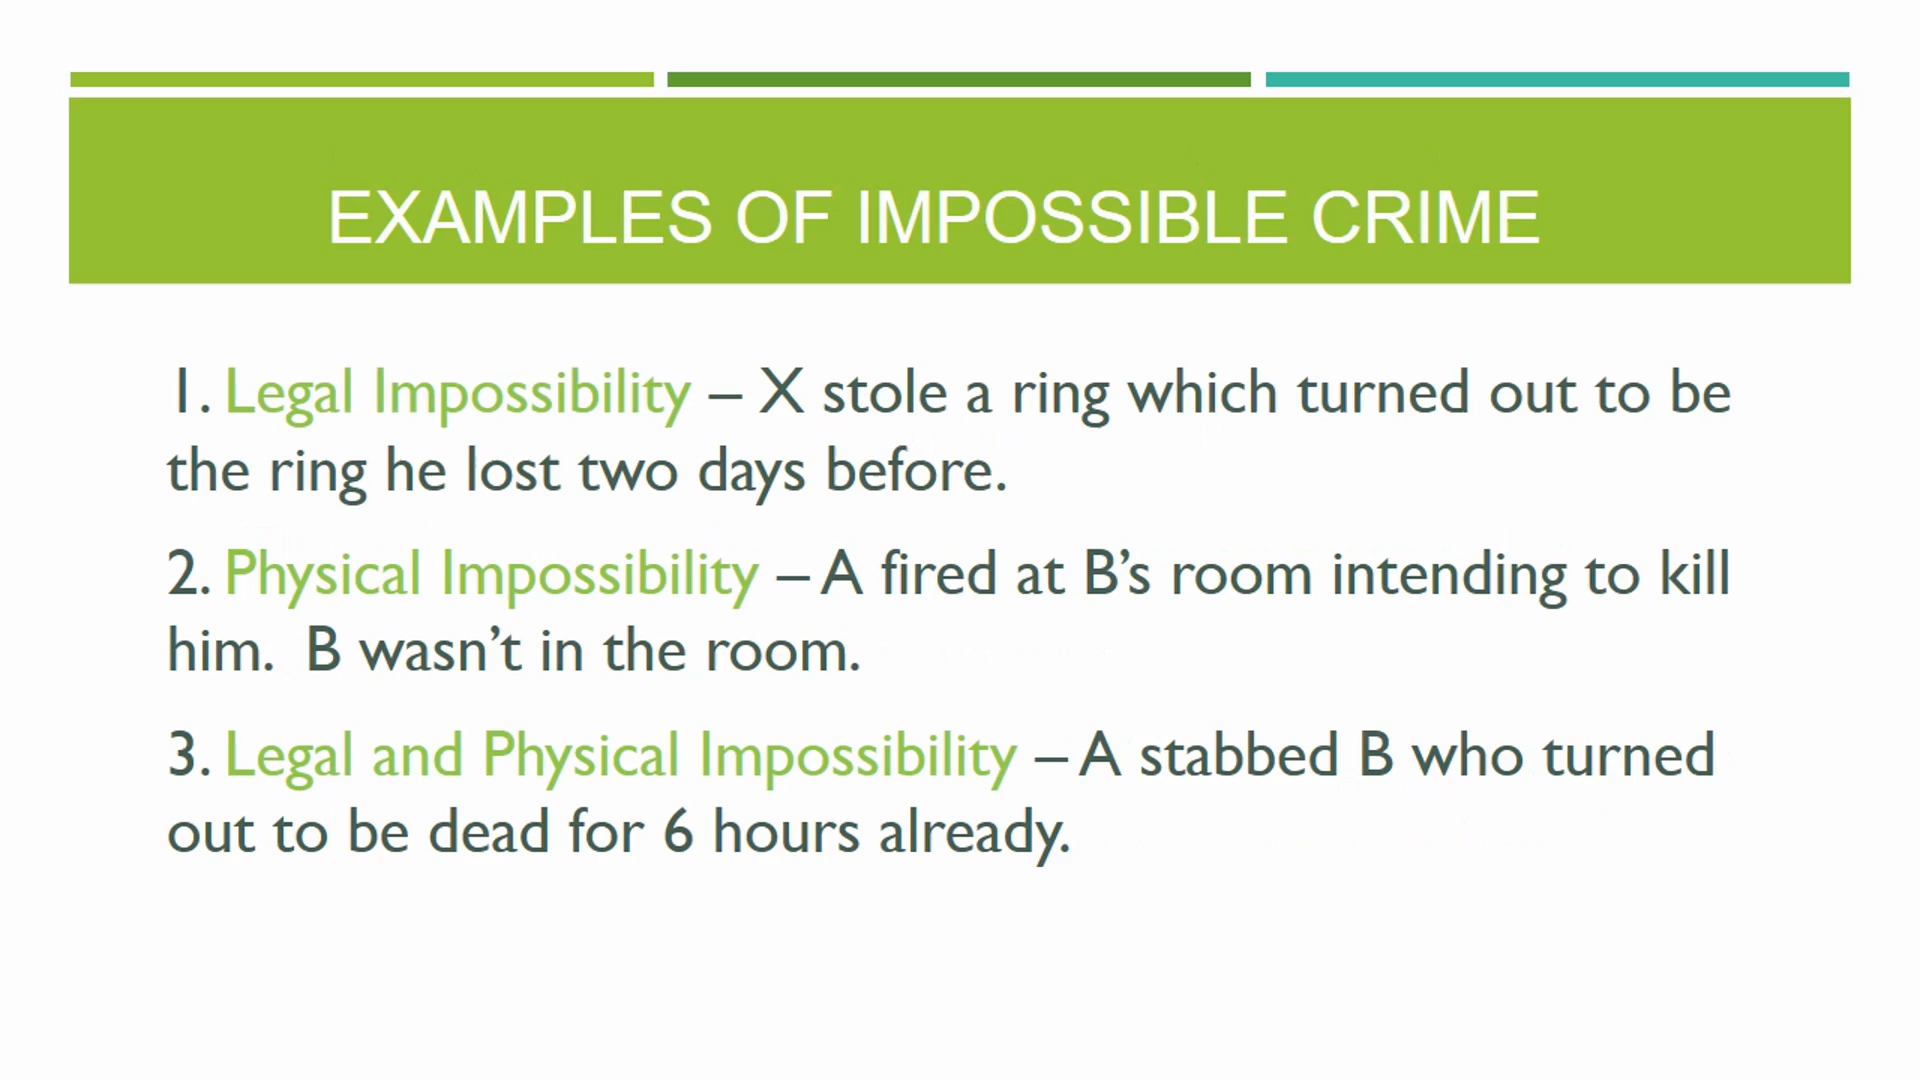 EXAMPLES OF IMPOSSIBLE CRIME
1. Legal Impossibility – X stole a ring which turned out to be
the ring he lost two days before.
2. Physical Impossibility – A fired at B’s room intending to kill
him.  B wasn’t in the room.
3. Legal and Physical Impossibility – A stabbed B who turned
out to be dead for 6 hours already.